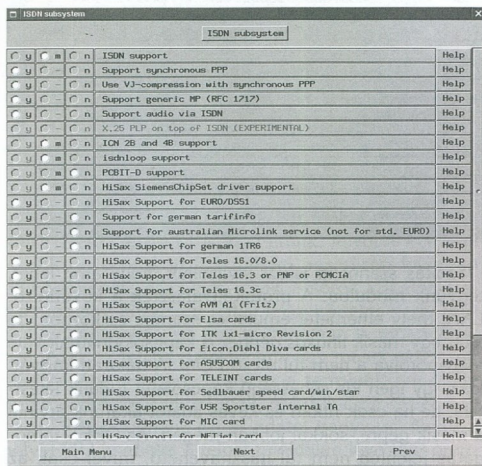 ISDN subsystem
ISDN subsystem
y m n ISDN support Help
y - n Support synchronous PPP Help
y - n Use VJ-compression with synchronous PPP Help
y - n Support generic MP (RFC 1717) Help
y - n Support audio via ISDN Help
y - n X.25 PLP on top of ISDN (EXPERIMENTAL) Help
y m n ICN 2B and 4B support Help
y m n isdnloop support Help
y m n PCBIT-D support Help
y m n HiSax SiemensChipSet driver support Help
y - n HiSax Support for EURO/DSS1 Help
y - n Support for german tarifinfo Help
y - n Support for australian Microlink service (not for std. EURO) Help
y - n HiSax Support for german 1TR6 Help
y - n HiSax Support for Teles 16.0/8.0 Help
y - n HiSax Support for Teles 16.3 or PNP or PCMCIA Help
y - n HiSax Support for Teles 16.3c Help
y - n HiSax Support for AVM A1 (Fritz) Help
y - n HiSax Support for Elsa cards Help
y - n HiSax Support for ITK ix1-micro Revision 2 Help
y - n HiSax Support for Eicon.Diehl Diva cards Help
y - n HiSax Support for ASUSCOM cards Help
y - n HiSax Support for TELEINT cards Help
y - n HiSax Support for Sedlbauer speed card/win/star Help
y - n HiSax Support for USR Sportster internal TA Help
y - n HiSax Support for MIC card Help
y - n HiSax Support for NETjet card Help
Main Menu Next Prev